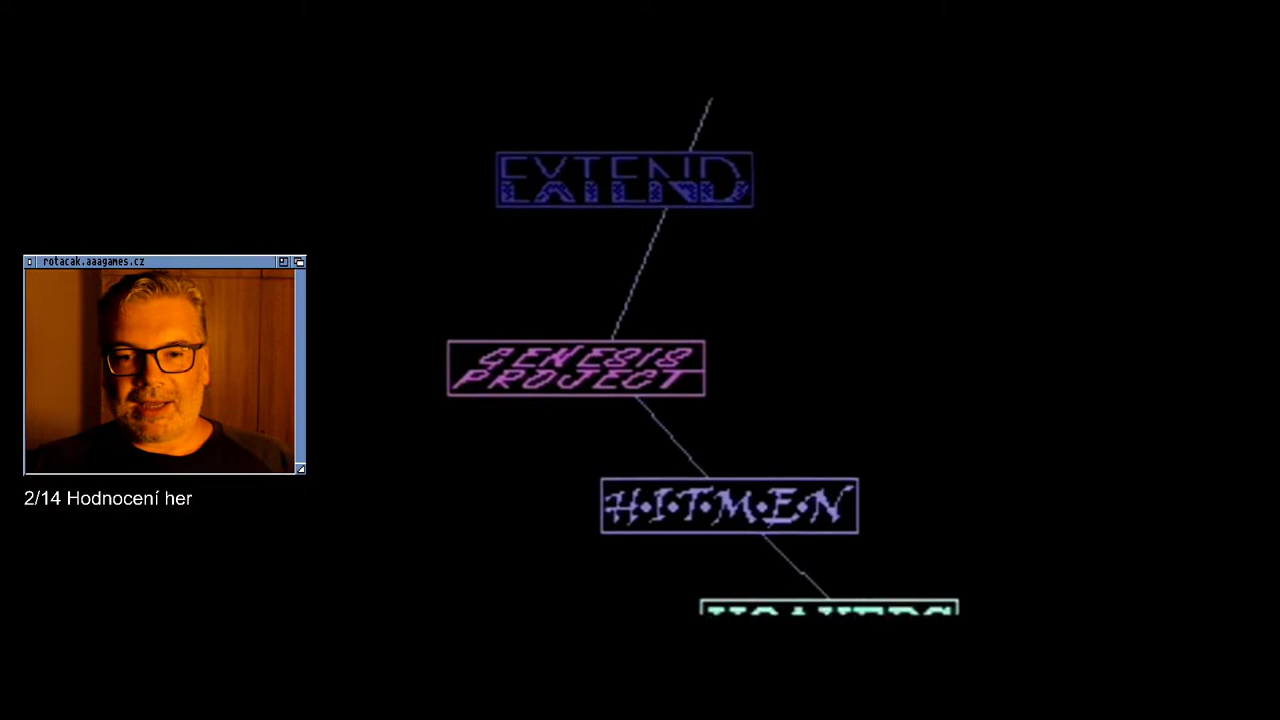 EXTEND
rotacak.aaagames.cz
GENESIS
PROJECT
H•I•T•M•E•N
2/14 Hodnocení her